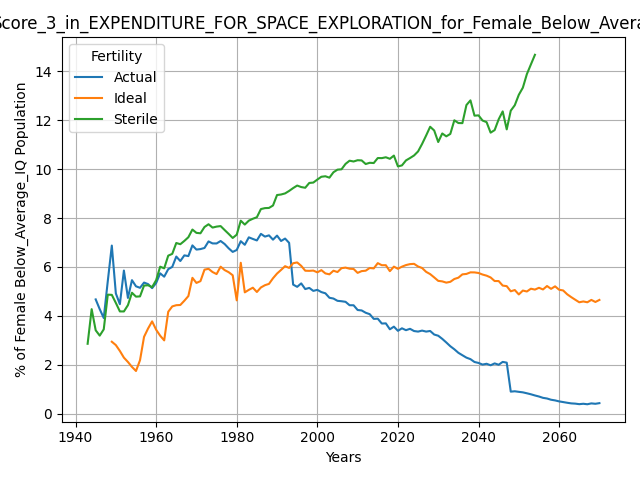 Score_3_in_EXPENDITURE_FOR_SPACE_EXPLORATION_for_Female_Below_Avera
Fertility
Actual
Ideal
Sterile
% of Female Below_Average_IQ Population
14
12
10
8
6
4
2
0
1940 1960 1980 2000 2020 2040 2060
Years